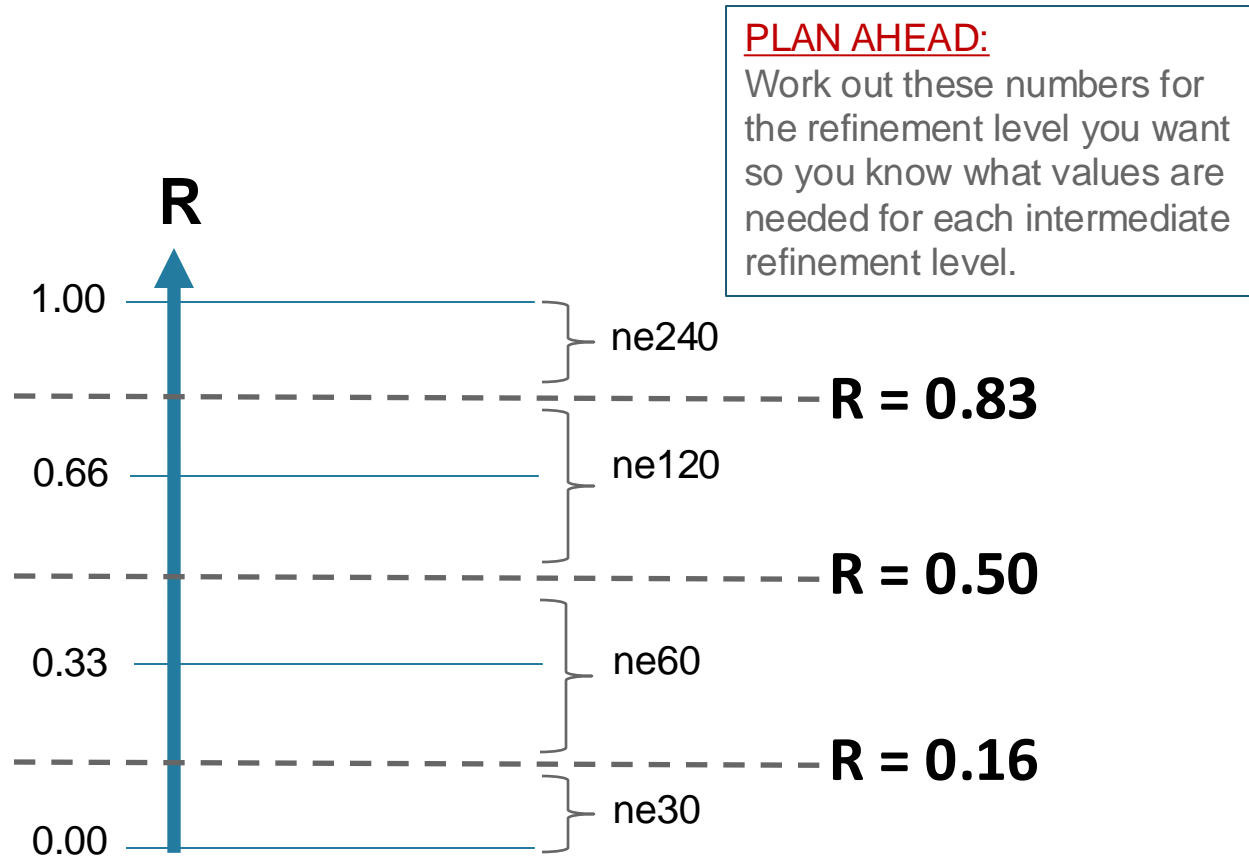 PLAN AHEAD:
Work out these numbers for
the refinement level you want
so you know what values are
needed for each intermediate
refinement level.
R
1.00
ne240
R = 0.83
0.66
ne120
R = 0.50
0.33
ne60
R = 0.16
ne30
0.00